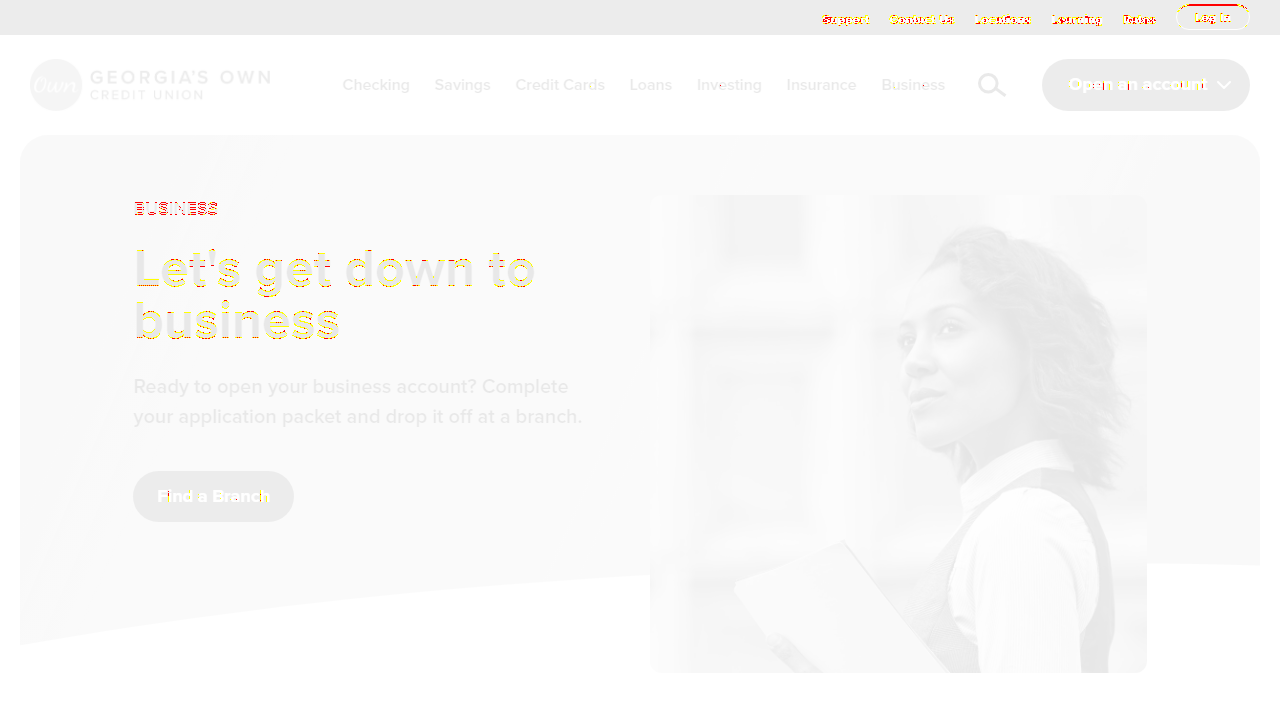 Support Contact Us Locations Learning Rates Log In
Own GEORGIA'S OWN
CREDIT UNION
Checking Savings Credit Cards Loans Investing Insurance Business Open an account
BUSINESS
Let's get down to
business
Ready to open your business account? Complete
your application packet and drop it off at a branch.
Find a Branch